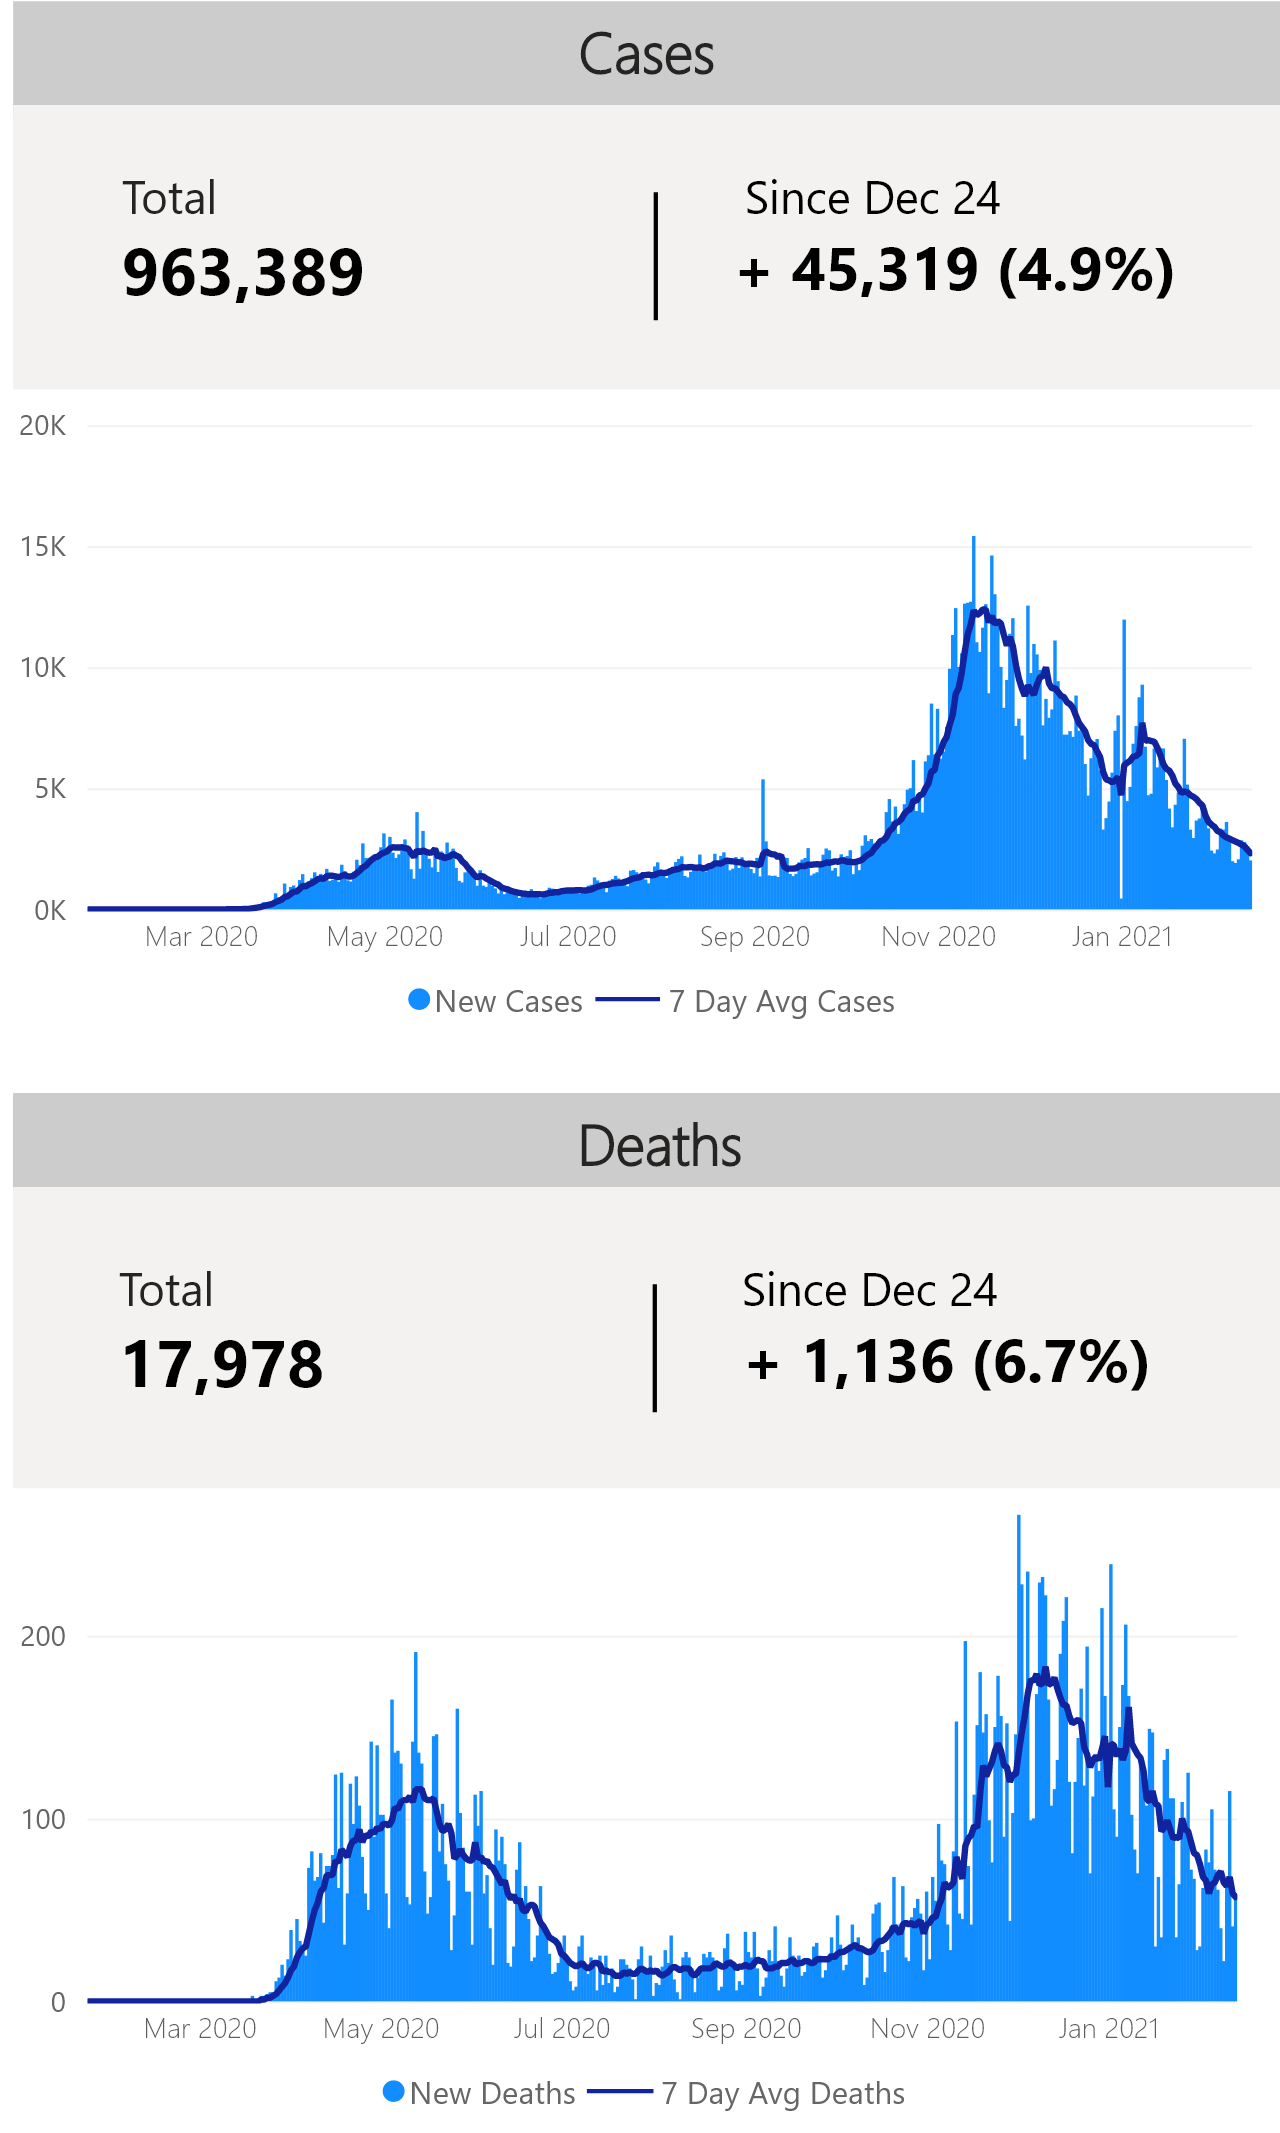 Cases
Total
Since Dec 24
963,389
+ 45,319 (4.9%)
20K
15K
10K
5K
0K
Mar 2020
May 2020
Jul 2020
Sep 2020
Nov 2020
Jan 2021
New Cases
7 Day Avg Cases
Deaths
Total
Since Dec 24
17,978
+ 1,136 (6.7%)
200
100
0
Mar 2020
May 2020
Jul 2020
Sep 2020
Nov 2020
Jan 2021
New Deaths
7 Day Avg Deaths